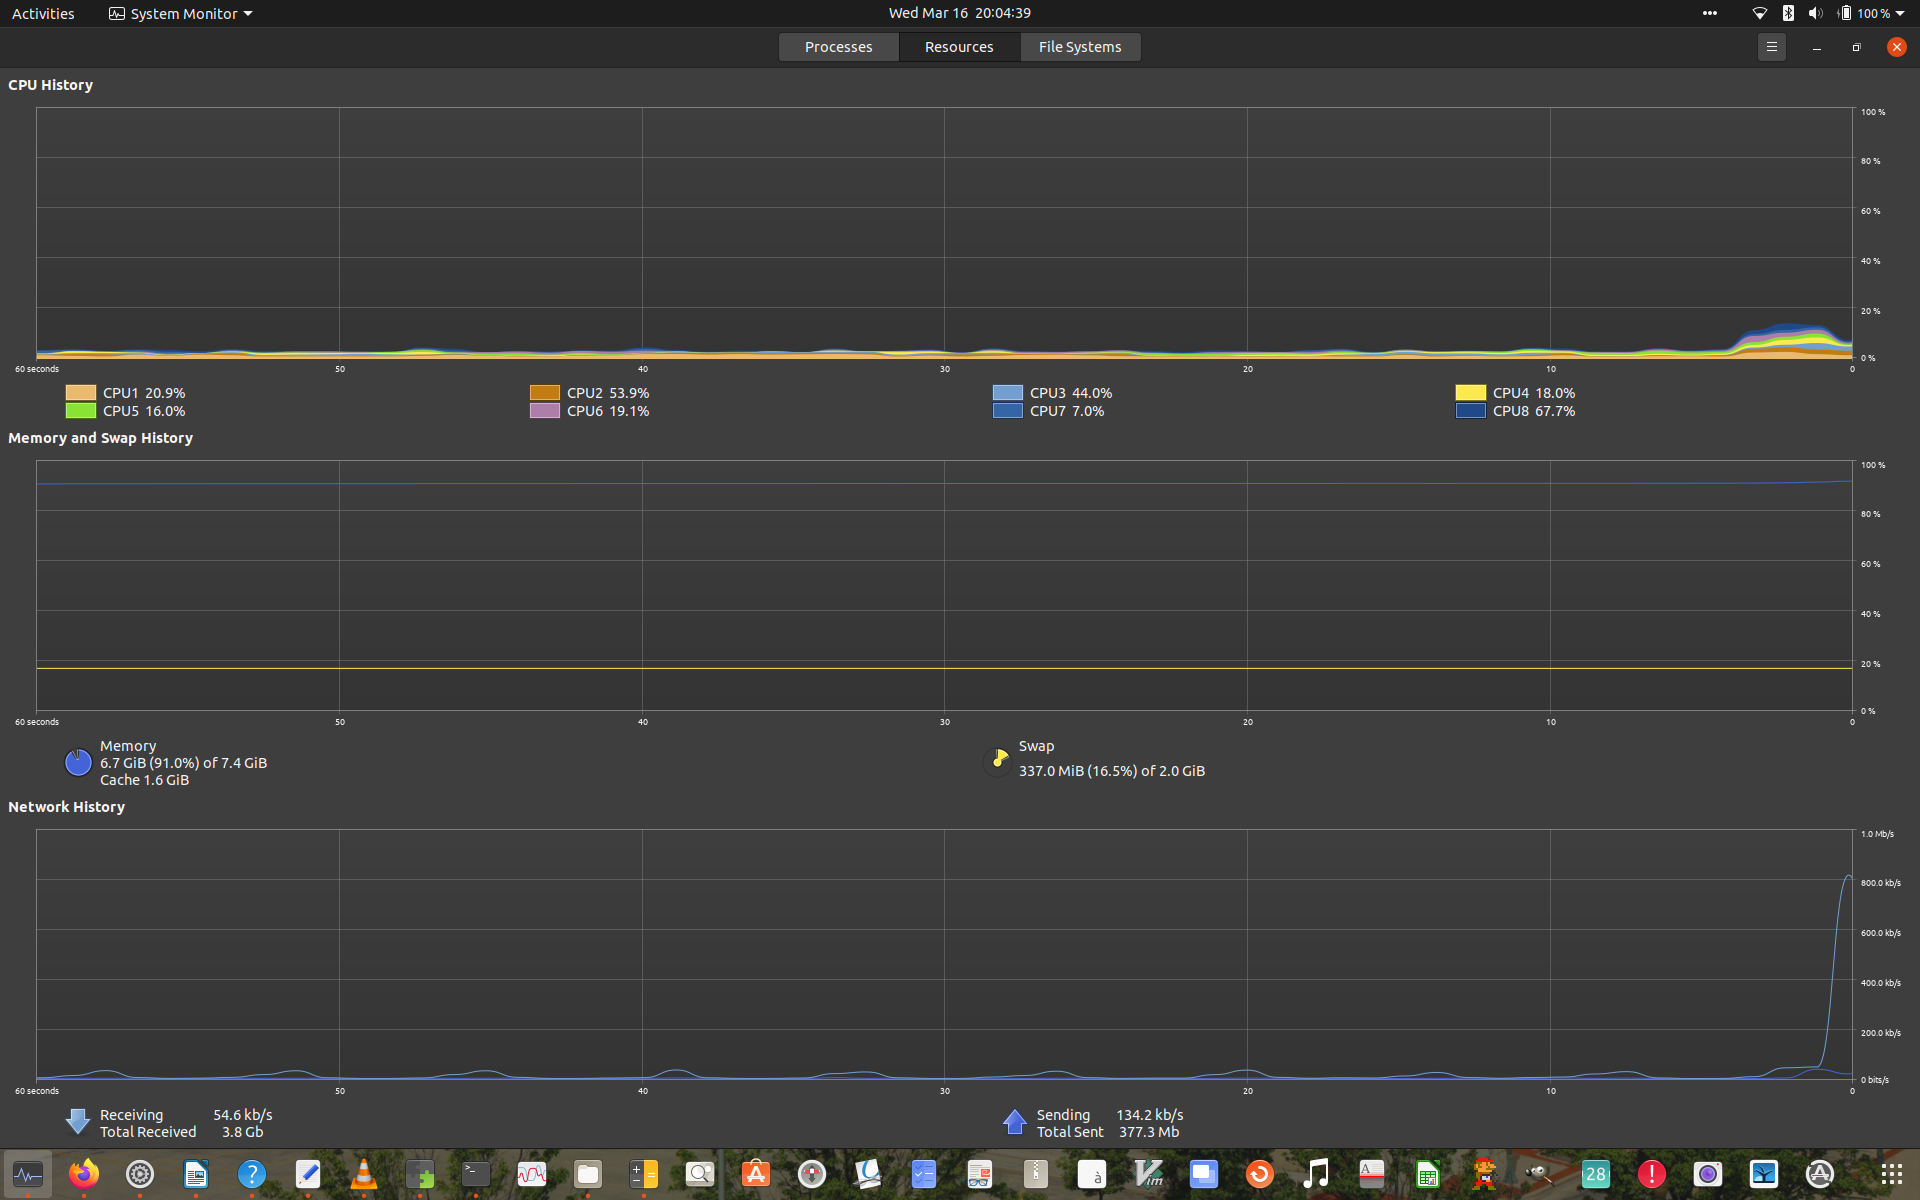 Activities System Monitor Wed Mar 16 20:04:39 100 %
Processes Resources File Systems
CPU History
100 %
80 %
60 %
40 %
20 %
0 %
60 seconds 50 40 30 20 10 0
CPU1 20.9% CPU2 53.9% CPU3 44.0% CPU4 18.0%
CPU5 16.0% CPU6 19.1% CPU7 7.0% CPU8 67.7%
Memory and Swap History
100 %
80 %
60 %
40 %
20 %
0 %
60 seconds 50 40 30 20 10 0
Memory
6.7 GiB (91.0%) of 7.4 GiB
Cache 1.6 GiB
Swap
337.0 MiB (16.5%) of 2.0 GiB
Network History
1.0 Mb/s
800.0 kb/s
600.0 kb/s
400.0 kb/s
200.0 kb/s
0 bits/s
60 seconds 50 40 30 20 10 0
Receiving 54.6 kb/s
Total Received 3.8 Gb
Sending 134.2 kb/s
Total Sent 377.3 Mb
? >_ à Vim A 28 !